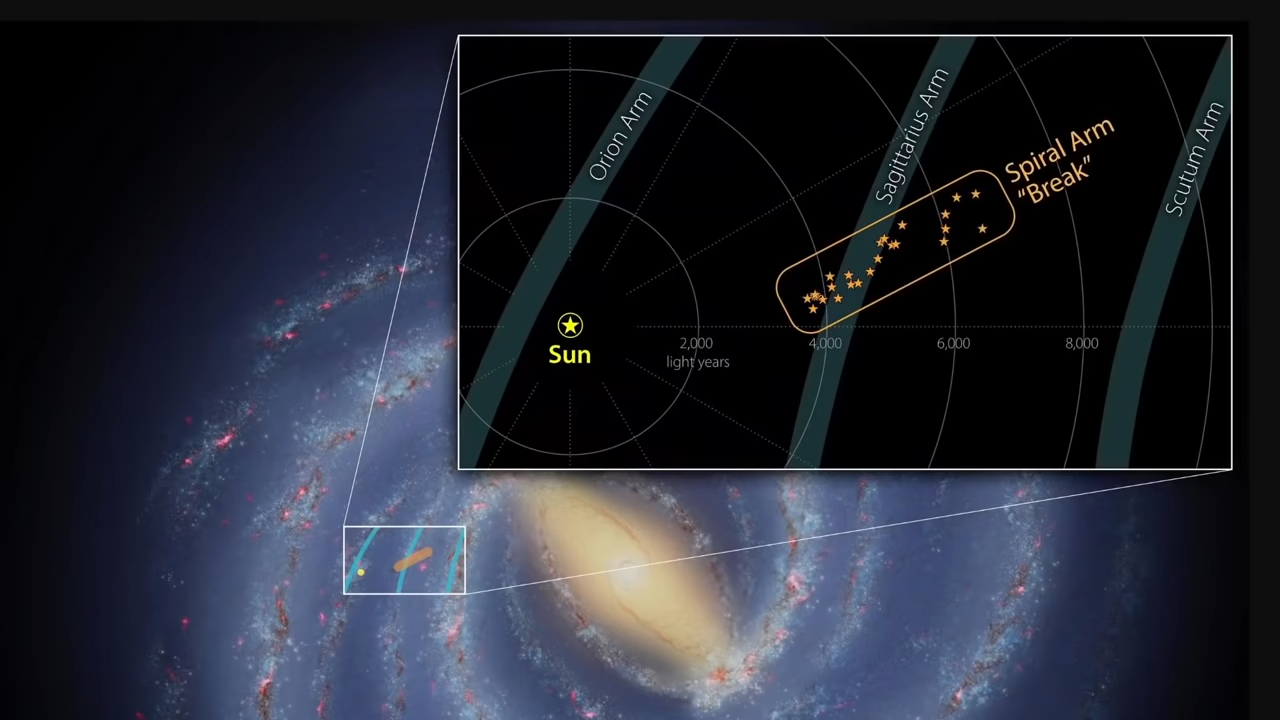 Orion Arm
Sagittarius Arm
Spiral Arm
“Break”
Scutum Arm
Sun
2,000
light years
4,000
6,000
8,000